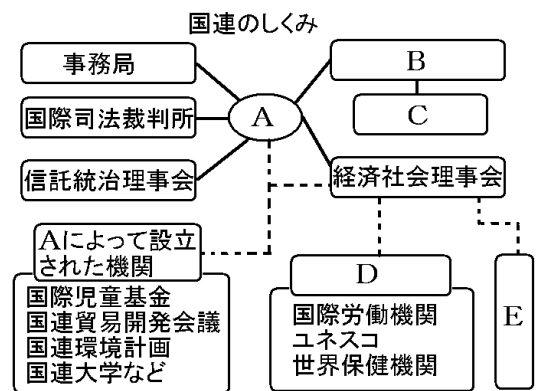 国連のしくみ
事務局
国際司法裁判所
信託統治理事会
A
B
C
経済社会理事会
Aによって設立
された機関
国際児童基金
国連貿易開発会議
国連環境計画
国連大学など
D
国際労働機関
ユネスコ
世界保健機関
E